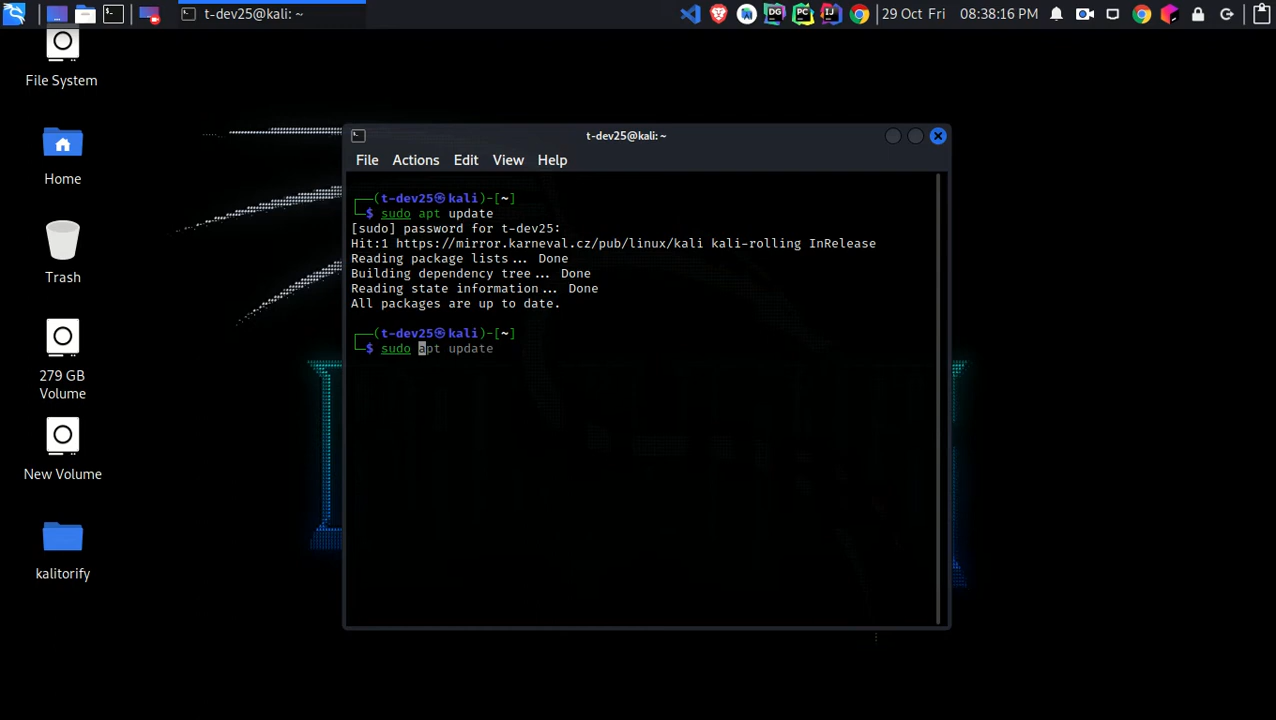 t-dev25@kali: ~
29 Oct Fri 08:38:16 PM
File System
Home
Trash
279 GB
Volume
New Volume
kalitorify
t-dev25@kali: ~
File Actions Edit View Help
┌──(t-dev25㉿kali)-[~]
└─$ sudo apt update
[sudo] password for t-dev25:
Hit:1 https://mirror.karneval.cz/pub/linux/kali kali-rolling InRelease
Reading package lists... Done
Building dependency tree... Done
Reading state information... Done
All packages are up to date.
┌──(t-dev25㉿kali)-[~]
└─$ sudo apt update